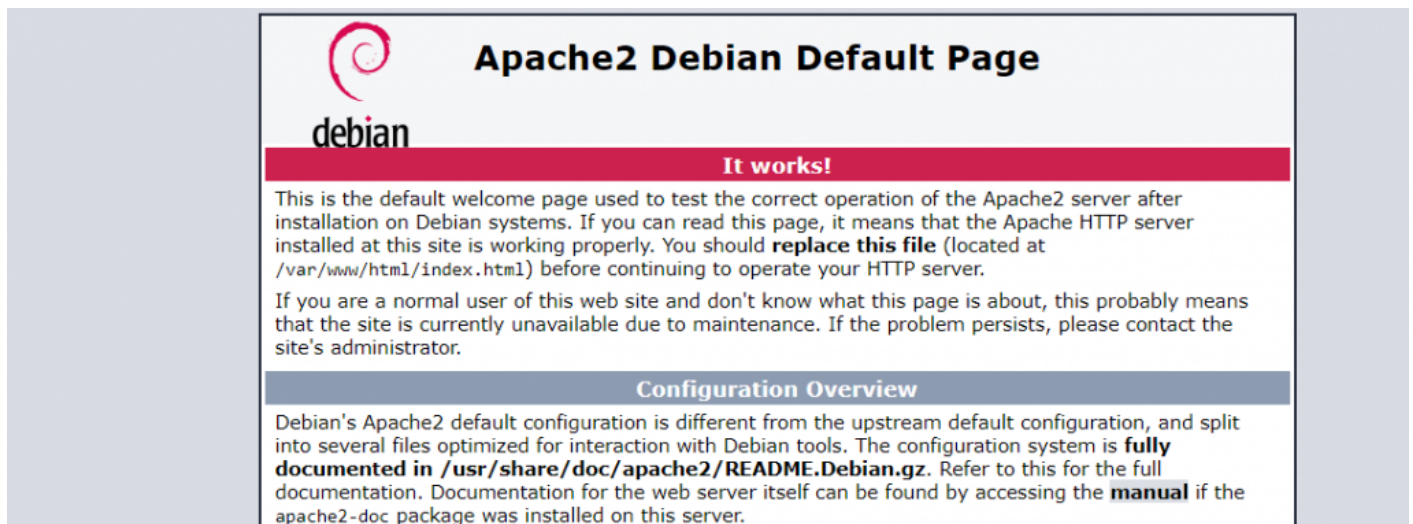 Apache2 Debian Default Page
debian
It works!
This is the default welcome page used to test the correct operation of the Apache2 server after
installation on Debian systems. If you can read this page, it means that the Apache HTTP server
installed at this site is working properly. You should replace this file (located at
/var/www/html/index.html) before continuing to operate your HTTP server.
If you are a normal user of this web site and don't know what this page is about, this probably means
that the site is currently unavailable due to maintenance. If the problem persists, please contact the
site's administrator.
Configuration Overview
Debian's Apache2 default configuration is different from the upstream default configuration, and split
into several files optimized for interaction with Debian tools. The configuration system is fully
documented in /usr/share/doc/apache2/README.Debian.gz. Refer to this for the full
documentation. Documentation for the web server itself can be found by accessing the manual if the
apache2-doc package was installed on this server.